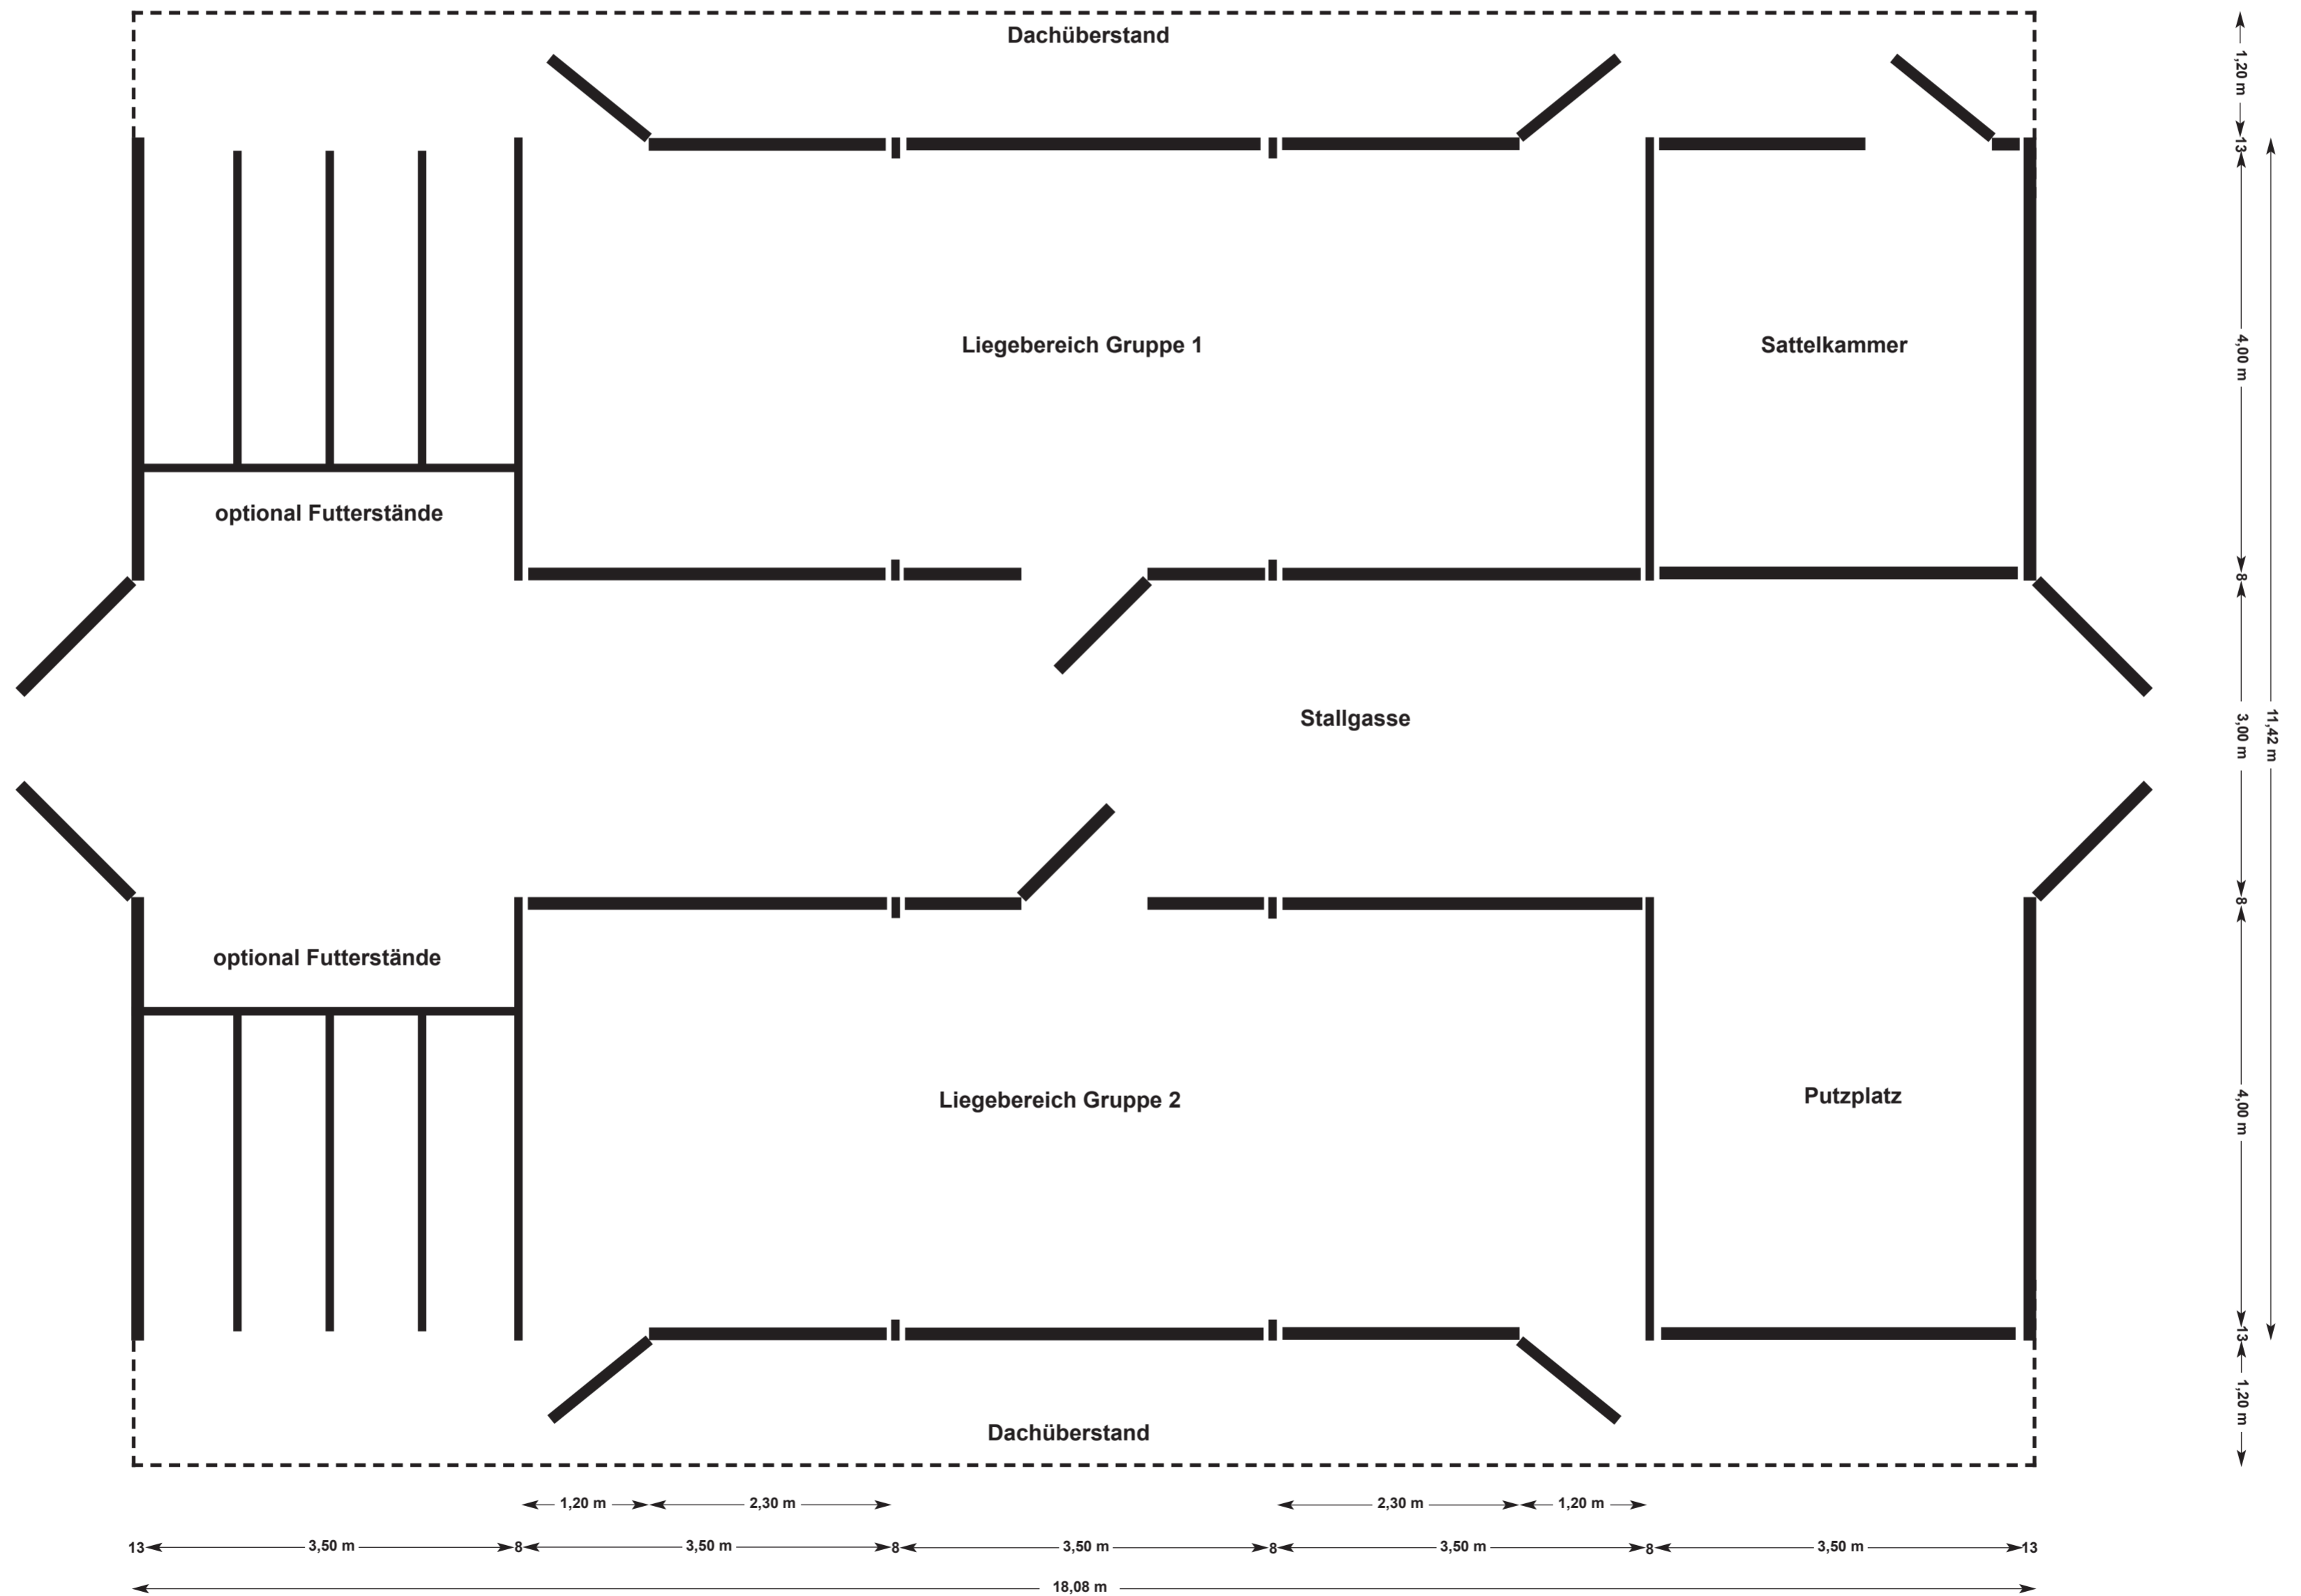 Dachüberstand
1,20 m
13
Liegebereich Gruppe 1
Sattelkammer
4,00 m
optional Futterstände
8
Stallgasse
3,00 m
11,42 m
8
optional Futterstände
Liegebereich Gruppe 2
Putzplatz
4,00 m
13
Dachüberstand
1,20 m
1,20 m 2,30 m 2,30 m 1,20 m
13 3,50 m 8 3,50 m 8 3,50 m 8 3,50 m 8 3,50 m 13
18,08 m